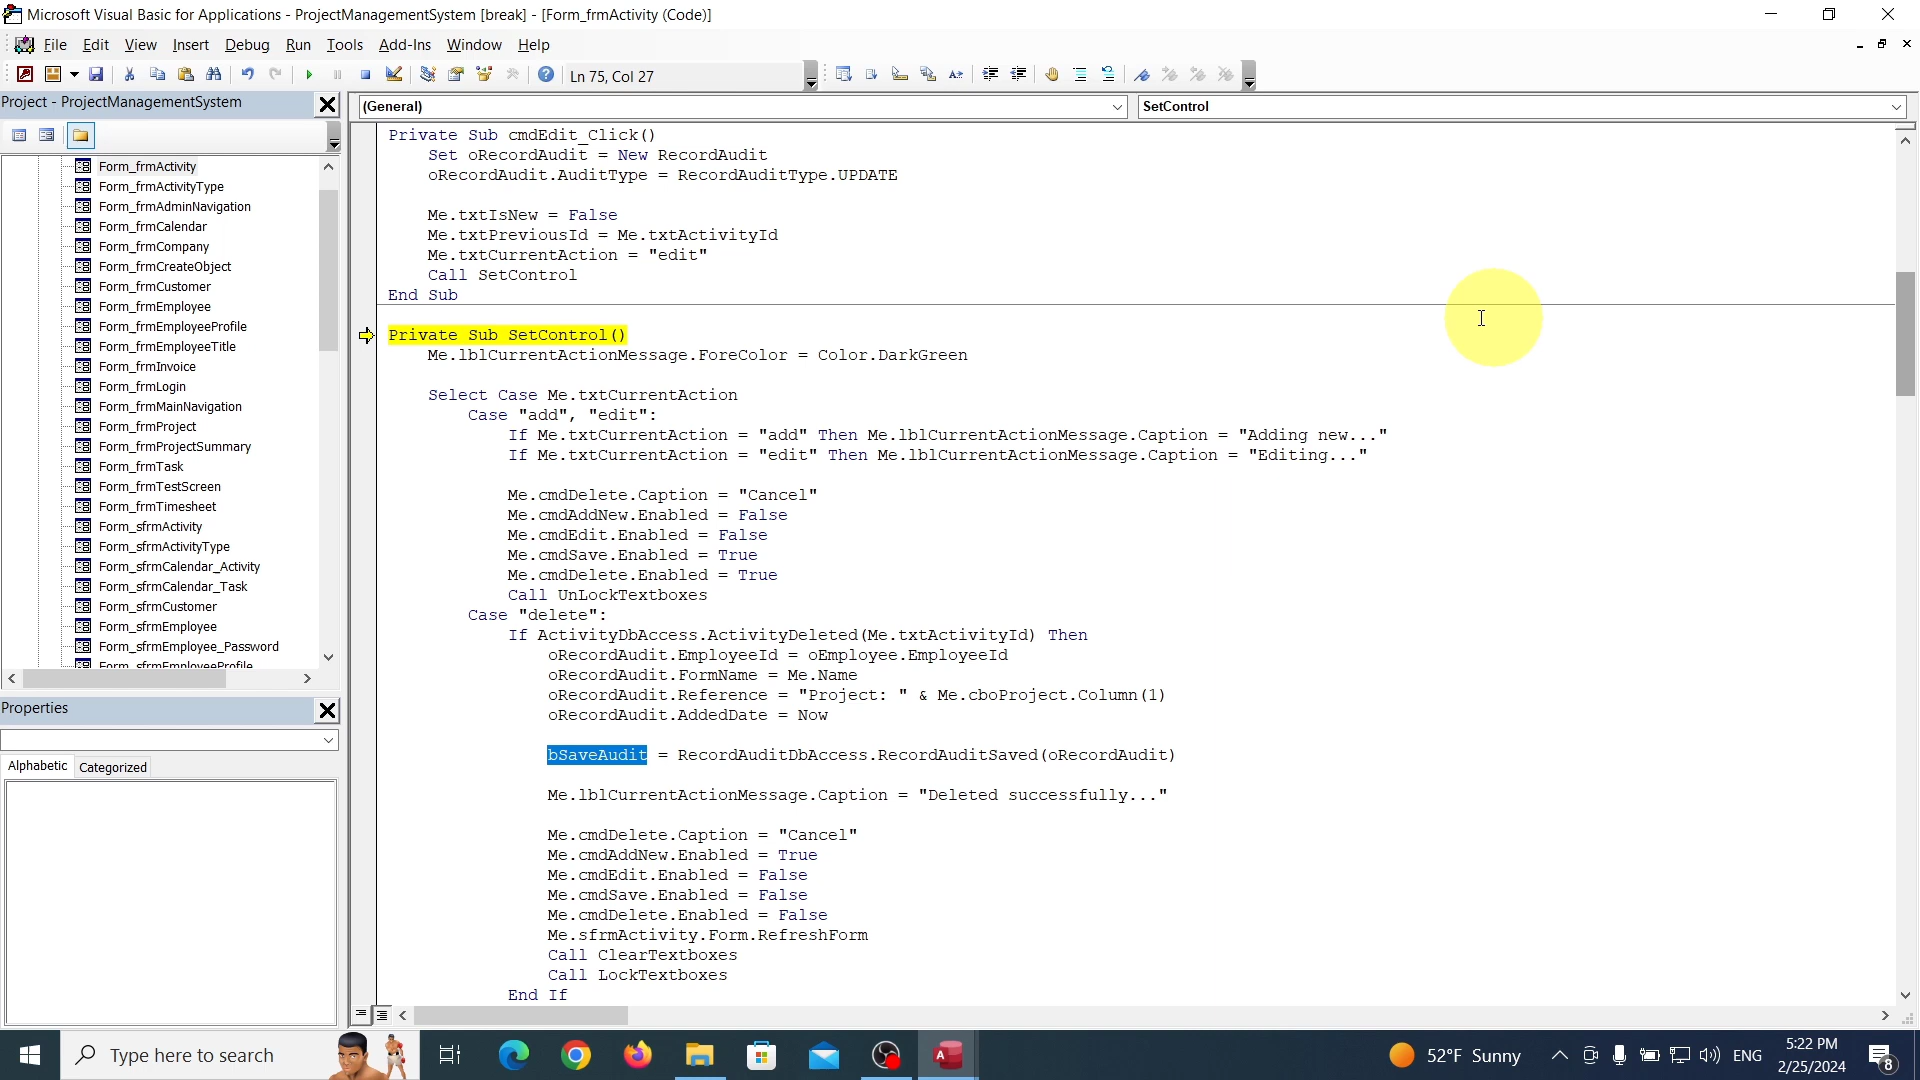 Microsoft Visual Basic for Applications - ProjectManagementSystem [break] - [Form_frmActivity (Code)]
File Edit View Insert Debug Run Tools Add-Ins Window Help
Ln 75, Col 27
Project - ProjectManagementSystem
(General)
SetControl
Form_frmActivity
Form_frmActivityType
Form_frmAdminNavigation
Form_frmCalendar
Form_frmCompany
Form_frmCreateObject
Form_frmCustomer
Form_frmEmployee
Form_frmEmployeeProfile
Form_frmEmployeeTitle
Form_frmInvoice
Form_frmLogin
Form_frmMainNavigation
Form_frmProject
Form_frmProjectSummary
Form_frmTask
Form_frmTestScreen
Form_frmTimesheet
Form_sfrmActivity
Form_sfrmActivityType
Form_sfrmCalendar_Activity
Form_sfrmCalendar_Task
Form_sfrmCustomer
Form_sfrmEmployee
Form_sfrmEmployee_Password
Form_sfrmEmployeeProfile
Properties
Alphabetic Categorized
Private Sub cmdEdit_Click()
Set oRecordAudit = New RecordAudit
oRecordAudit.AuditType = RecordAuditType.UPDATE
Me.txtIsNew = False
Me.txtPreviousId = Me.txtActivityId
Me.txtCurrentAction = "edit"
Call SetControl
End Sub
Private Sub SetControl()
Me.lblCurrentActionMessage.ForeColor = Color.DarkGreen
Select Case Me.txtCurrentAction
Case "add", "edit":
If Me.txtCurrentAction = "add" Then Me.lblCurrentActionMessage.Caption = "Adding new..."
If Me.txtCurrentAction = "edit" Then Me.lblCurrentActionMessage.Caption = "Editing..."
Me.cmdDelete.Caption = "Cancel"
Me.cmdAddNew.Enabled = False
Me.cmdEdit.Enabled = False
Me.cmdSave.Enabled = True
Me.cmdDelete.Enabled = True
Call UnLockTextboxes
Case "delete":
If ActivityDbAccess.ActivityDeleted(Me.txtActivityId) Then
oRecordAudit.EmployeeId = oEmployee.EmployeeId
oRecordAudit.FormName = Me.Name
oRecordAudit.Reference = "Project: " & Me.cboProject.Column(1)
oRecordAudit.AddedDate = Now
bSaveAudit = RecordAuditDbAccess.RecordAuditSaved(oRecordAudit)
Me.lblCurrentActionMessage.Caption = "Deleted successfully..."
Me.cmdDelete.Caption = "Cancel"
Me.cmdAddNew.Enabled = True
Me.cmdEdit.Enabled = False
Me.cmdSave.Enabled = False
Me.cmdDelete.Enabled = False
Me.sfrmActivity.Form.RefreshForm
Call ClearTextboxes
Call LockTextboxes
End If
Type here to search
52°F Sunny
ENG
5:22 PM
2/25/2024
8